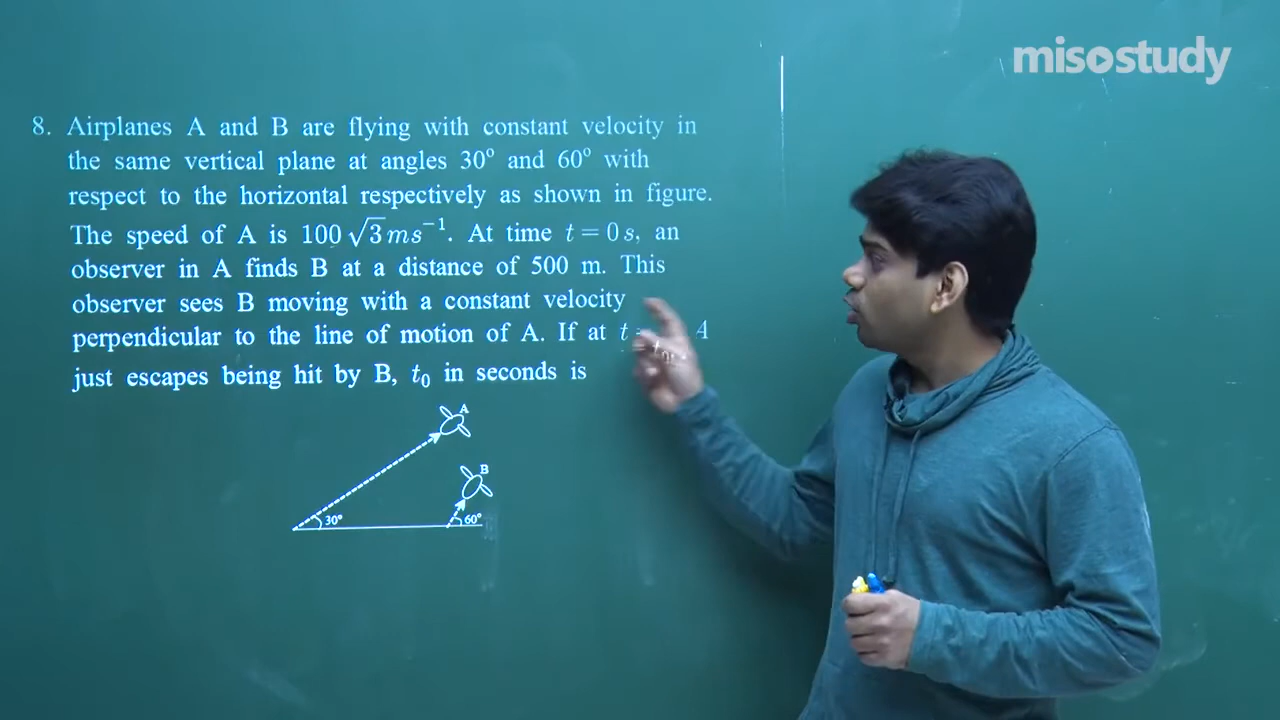 misostudy
8. Airplanes A and B are flying with constant velocity in
the same vertical plane at angles 30° and 60° with
respect to the horizontal respectively as shown in figure.
The speed of A is 100√3 ms⁻¹. At time t = 0 s, an
observer in A finds B at a distance of 500 m. This
observer sees B moving with a constant velocity
perpendicular to the line of motion of A. If at t A
just escapes being hit by B, t₀ in seconds is
A
B
30°
60°